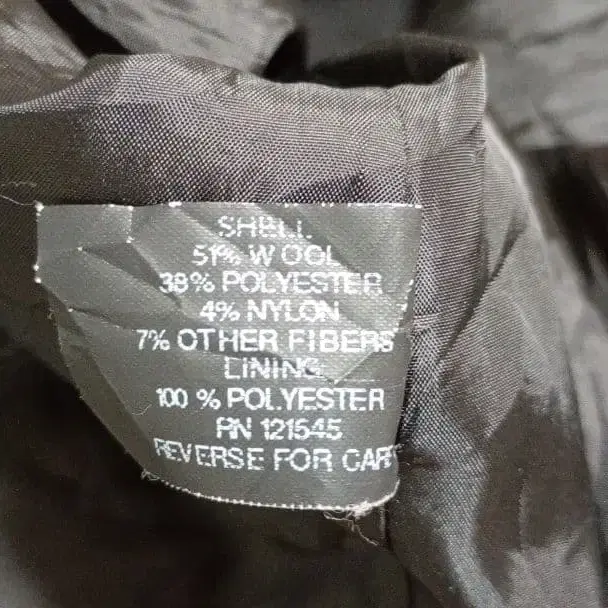 SHELL
51% WOOL
38% POLYESTER
4% NYLON
7% OTHER FIBERS
LINING:
100 % POLYESTER
RN 121545
REVERSE FOR CARE